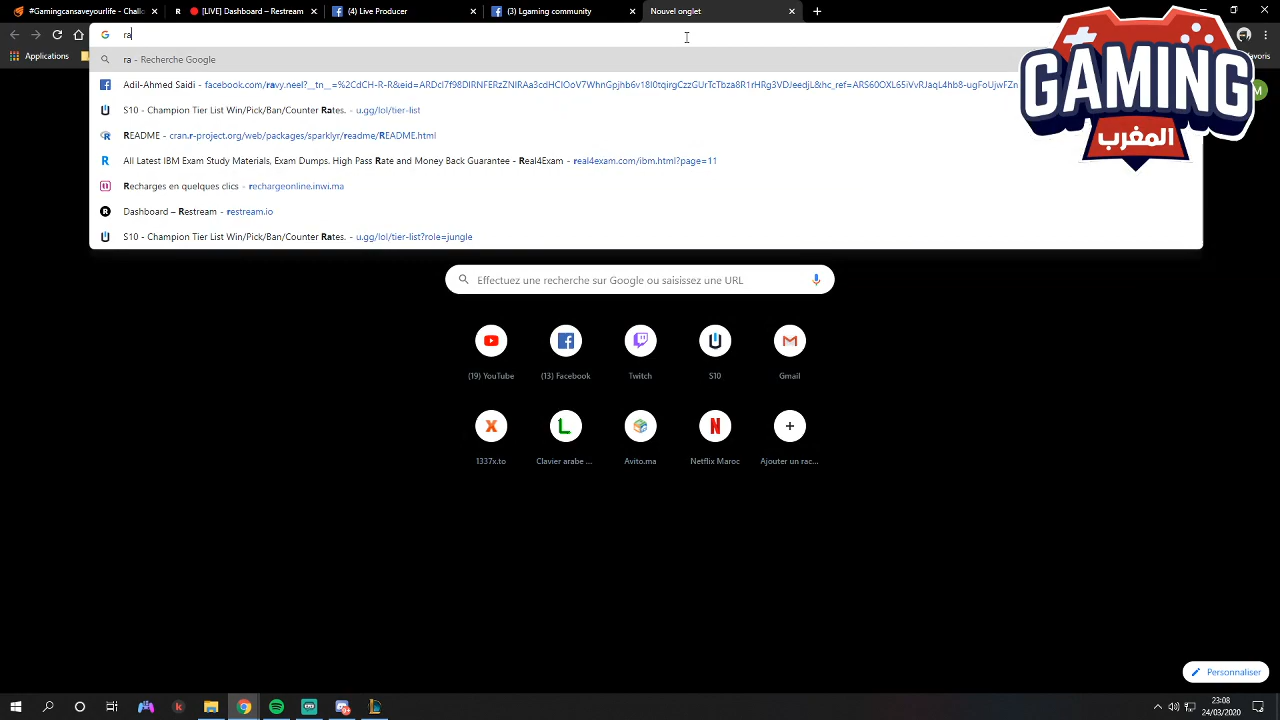 #Gamingcansaveyourlife - Challo
[LIVE] Dashboard – Restream
(4) Live Producer
(3) Lgaming community
Nouvel onglet
ra
Applications
ra - Recherche Google
Adil-Ahmed Saidi - facebook.com/ravy.neel?__tn__=%2CdCH-R-R&eid=ARDcI7f98DIRNFERzZNIRAa3cdHCIOoV7WhnGpjhb6v18I0tqirgCzzGUrTcTbza8R1rHRg3VDJeedjL&hc_ref=ARS60OXL65iVvRJaqL4hb8-ugFoUjwFZn
S10 - Champion Tier List Win/Pick/Ban/Counter Rates. - u.gg/lol/tier-list
README - cran.r-project.org/web/packages/sparklyr/readme/README.html
All Latest IBM Exam Study Materials, Exam Dumps. High Pass Rate and Money Back Guarantee - Real4Exam - real4exam.com/ibm.html?page=11
Recharges en quelques clics - rechargeonline.inwi.ma
Dashboard – Restream - restream.io
S10 - Champion Tier List Win/Pick/Ban/Counter Rates. - u.gg/lol/tier-list?role=jungle
GAMING
المغرب
Effectuez une recherche sur Google ou saisissez une URL
(19) YouTube
(13) Facebook
Twitch
S10
Gmail
1337x.to
Clavier arabe ...
Avito.ma
Netflix Maroc
Ajouter un rac...
Personnaliser
23:08
24/03/2020